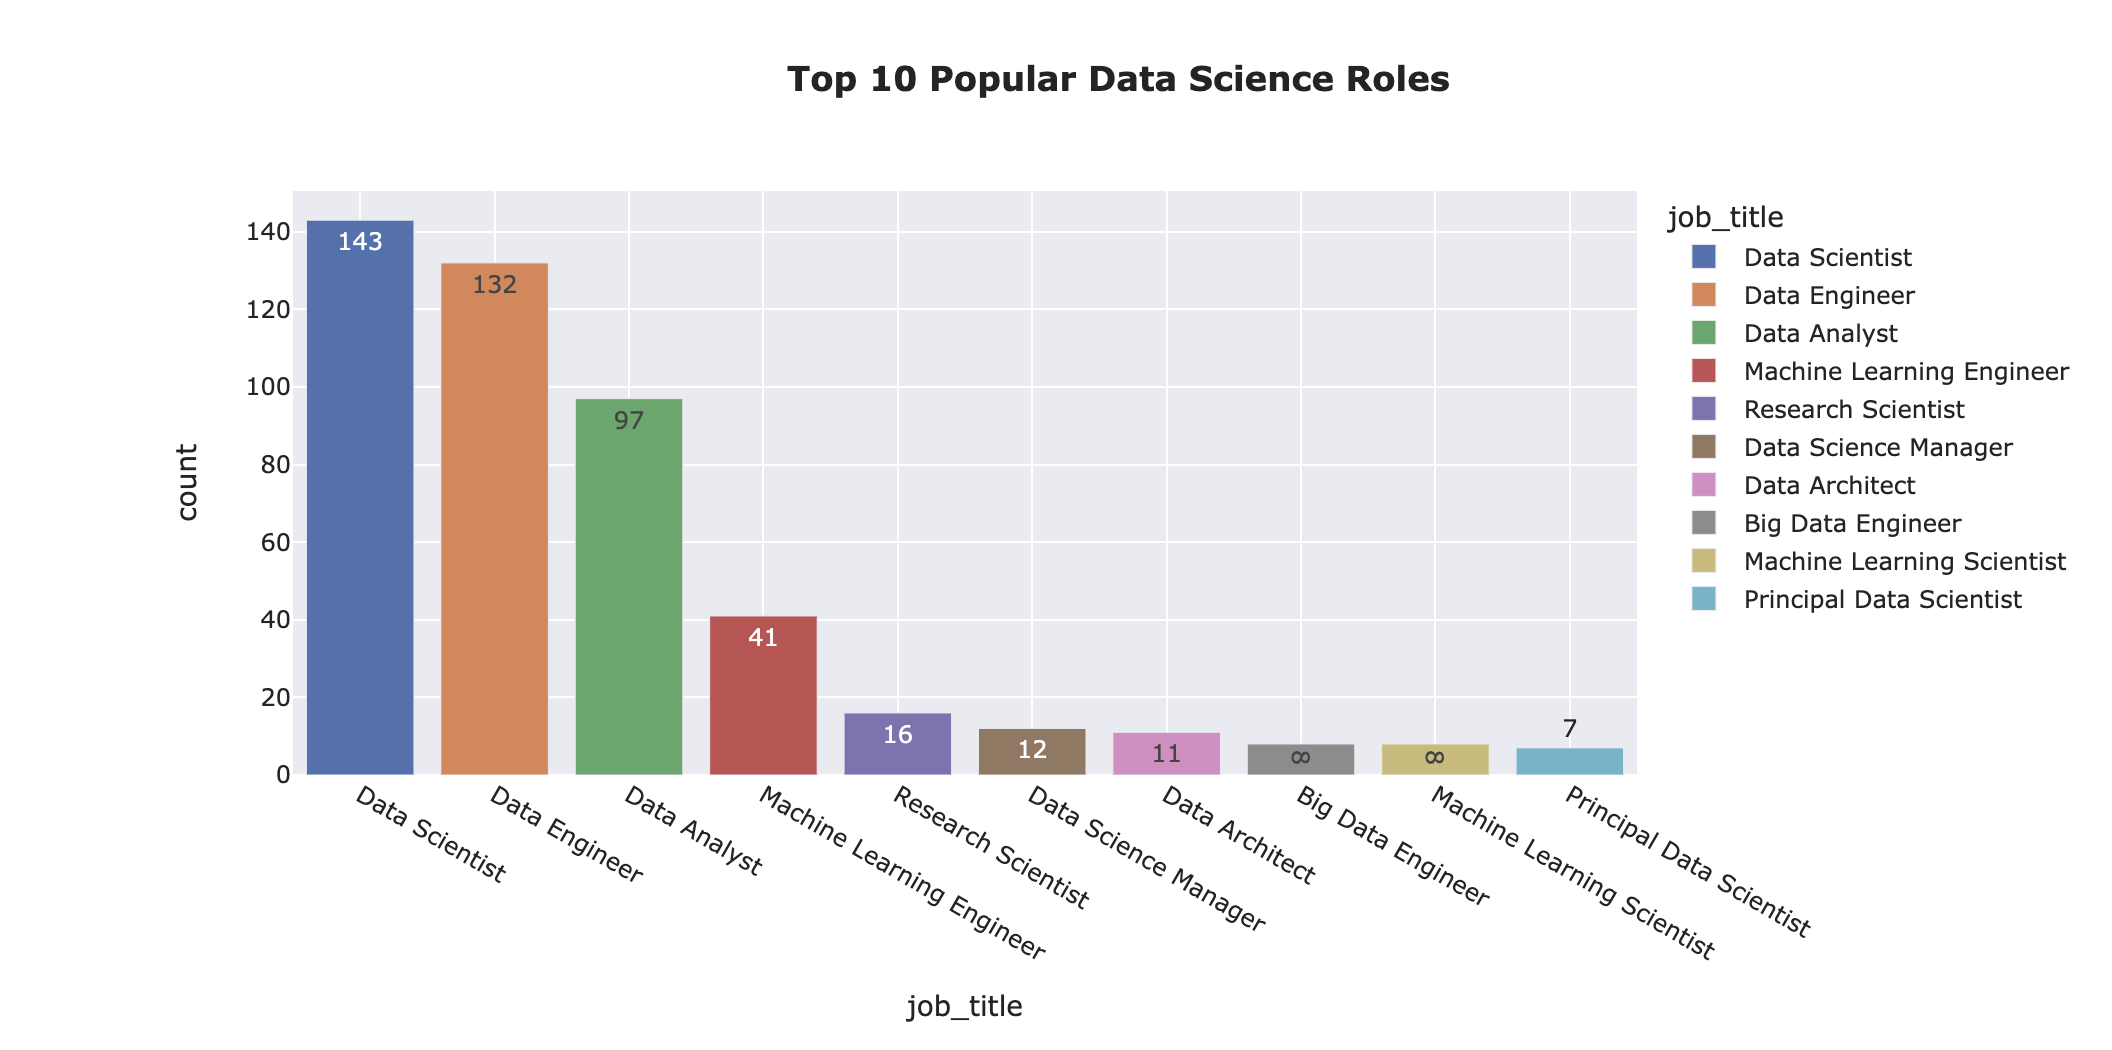 Top 10 Popular Data Science Roles
count
140
120
100
80
60
40
20
0
143
132
97
41
16
12
11
8
8
7
Data Scientist
Data Engineer
Data Analyst
Machine Learning Engineer
Research Scientist
Data Science Manager
Data Architect
Big Data Engineer
Machine Learning Scientist
Principal Data Scientist
job_title
job_title
Data Scientist
Data Engineer
Data Analyst
Machine Learning Engineer
Research Scientist
Data Science Manager
Data Architect
Big Data Engineer
Machine Learning Scientist
Principal Data Scientist